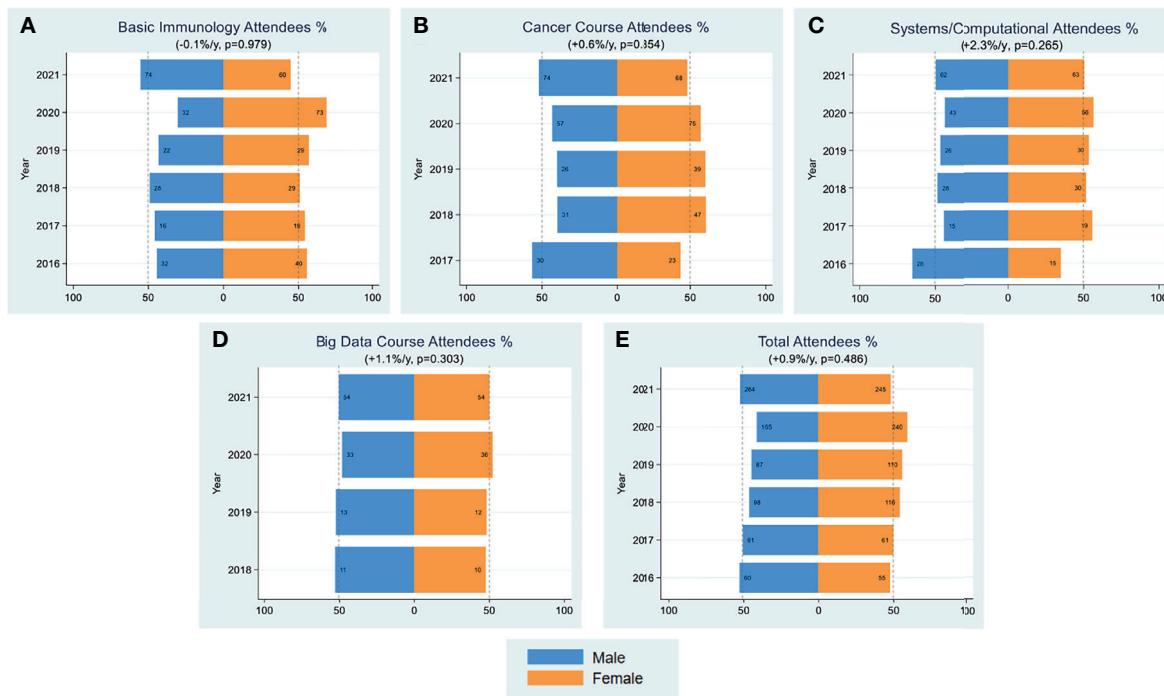 A
Basic Immunology Attendees %
(-0.1%/y, p=0.979)
Year
2021 74 60
2020 32 73
2019 22 29
2018 28 29
2017 16 19
2016 32 40
100 50 0 50 100
B
Cancer Course Attendees %
(+0.6%/y, p=0.854)
Year
2021 74 68
2020 57 75
2019 26 39
2018 31 47
2017 30 23
100 50 0 50 100
C
Systems/Computational Attendees %
(+2.3%/y, p=0.265)
Year
2021 62 63
2020 43 56
2019 26 30
2018 28 30
2017 15 19
2016 28 15
100 50 0 50 100
D
Big Data Course Attendees %
(+1.1%/y, p=0.303)
Year
2021 54 54
2020 33 36
2019 13 12
2018 11 10
100 50 0 50 100
E
Total Attendees %
(+0.9%/y, p=0.486)
Year
2021 264 245
2020 165 240
2019 87 110
2018 98 116
2017 61 61
2016 60 55
100 50 0 50 100
Male
Female